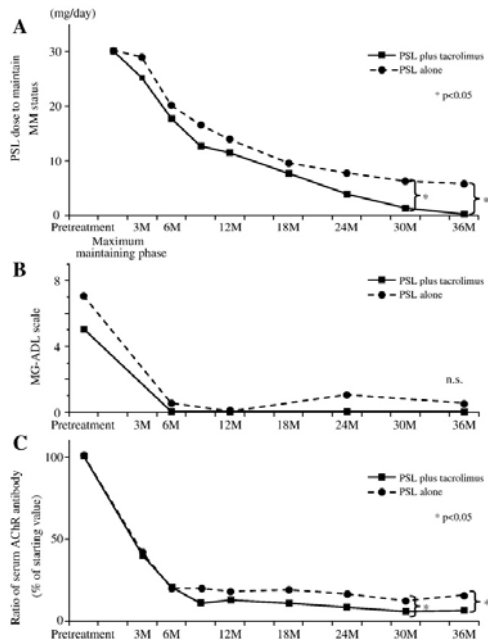 A
(mg/day)
PSL dose to maintain
MM status
30
20
10
0
PSL plus tacrolimus
PSL alone
* p<0.05
*
*
Pretreatment 3M 6M 12M 18M 24M 30M 36M
Maximum
maintaining phase
B
MG-ADL scale
8
4
0
PSL plus tacrolimus
PSL alone
n.s.
Pretreatment 3M 6M 12M 18M 24M 30M 36M
C
Ratio of serum AChR antibody
(% of starting value)
100
50
0
PSL plus tacrolimus
PSL alone
* p<0.05
*
*
Pretreatment 3M 6M 12M 18M 24M 30M 36M